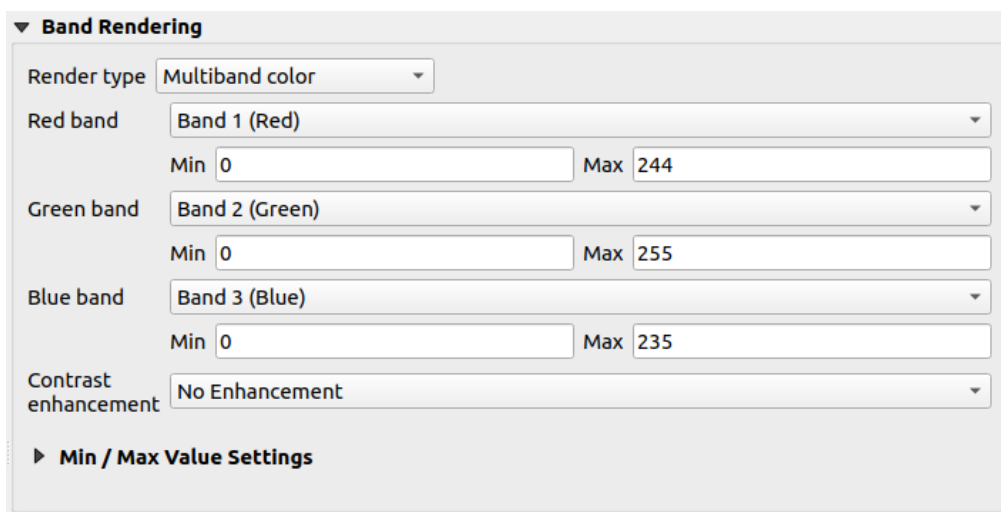 Band Rendering
Render type Multiband color
Red band Band 1 (Red)
Min 0 Max 244
Green band Band 2 (Green)
Min 0 Max 255
Blue band Band 3 (Blue)
Min 0 Max 235
Contrast
enhancement No Enhancement
Min / Max Value Settings